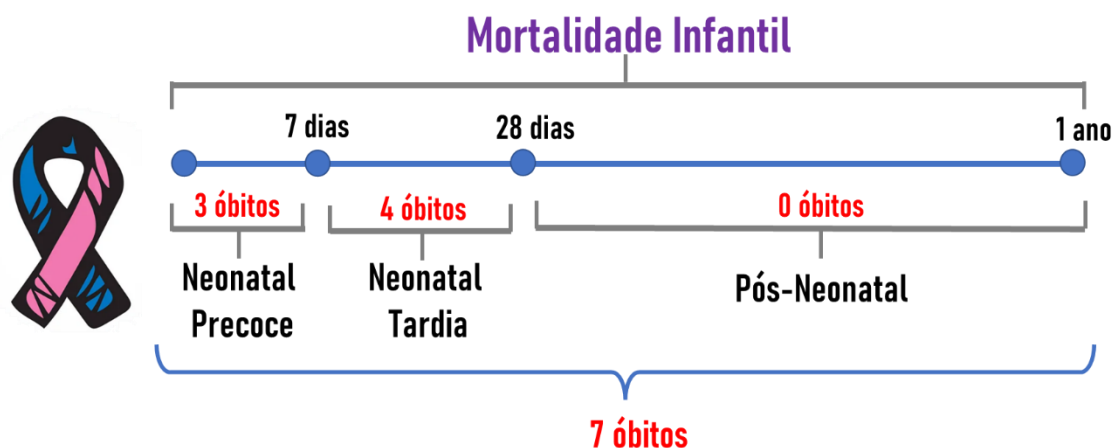 Mortalidade Infantil
7 dias
28 dias
1 ano
3 óbitos
4 óbitos
0 óbitos
Neonatal
Precoce
Neonatal
Tardia
Pós-Neonatal
7 óbitos